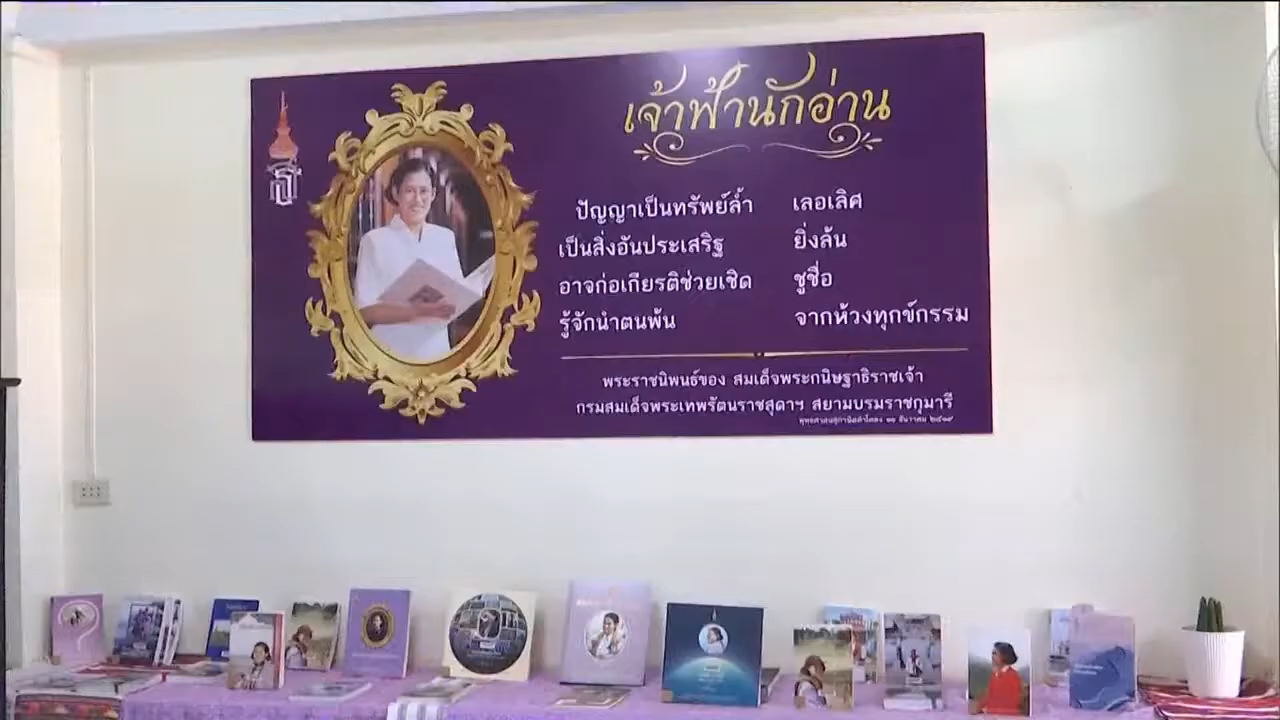 เจ้าฟ้านักอ่าน
ปัญญาเป็นทรัพย์ล้ำ เลอเลิศ
เป็นสิ่งอันประเสริฐ ยิ่งล้น
อาจก่อเกียรติช่วยเชิด ชูชื่อ
รู้จักนำตนพ้น จากห้วงทุกข์กรรม
พระราชนิพนธ์ของ สมเด็จพระกนิษฐาธิราชเจ้า
กรมสมเด็จพระเทพรัตนราชสุดาฯ สยามบรมราชกุมารี